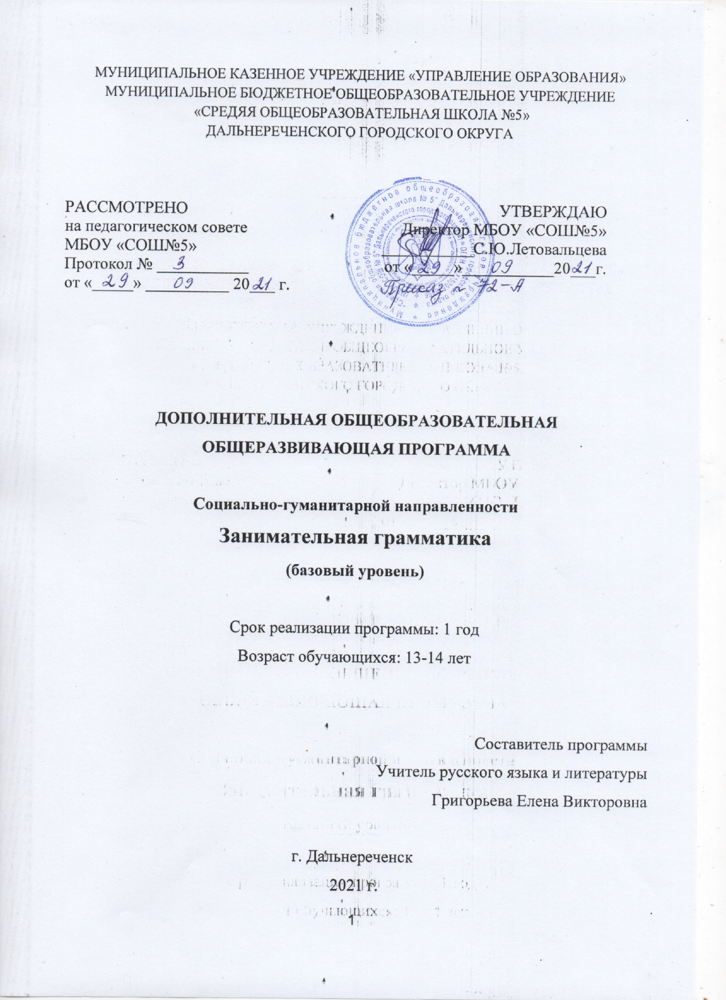 МУНИЦИПАЛЬНОЕ КАЗЕННОЕ УЧРЕЖДЕНИЕ «УПРАВЛЕНИЕ ОБРАЗОВАНИЯ»
МУНИЦИПАЛЬНОЕ БЮДЖЕТНОЕ ОБЩЕОБРАЗОВАТЕЛЬНОЕ УЧРЕЖДЕНИЕ
«СРЕДЯЯ ОБЩЕОБРАЗОВАТЕЛЬНАЯ ШКОЛА №5»
ДАЛЬНЕРЕЧЕНСКОГО ГОРОДСКОГО ОКРУГА
РАССМОТРЕНО
на педагогическом совете
МБОУ «СОШ№5»
Протокол № 3
от «29» 09 2021 г.
УТВЕРЖДАЮ
Директор МБОУ «СОШ№5»
С.Ю.Летовальцева
от «29» 09 2021 г.
Приказ № 72-А
Муниципальное бюджетное общеобразовательное учреждение
"Средняя общеобразовательная школа № 5" Дальнереченского городского округа
ДОПОЛНИТЕЛЬНАЯ ОБЩЕОБРАЗОВАТЕЛЬНАЯ
ОБЩЕРАЗВИВАЮЩАЯ ПРОГРАММА
Социально-гуманитарной направленности
Занимательная грамматика
(базовый уровень)
Срок реализации программы: 1 год
Возраст обучающихся: 13-14 лет
Составитель программы
Учитель русского языка и литературы
Григорьева Елена Викторовна
г. Дальнереченск
2021 г.
1